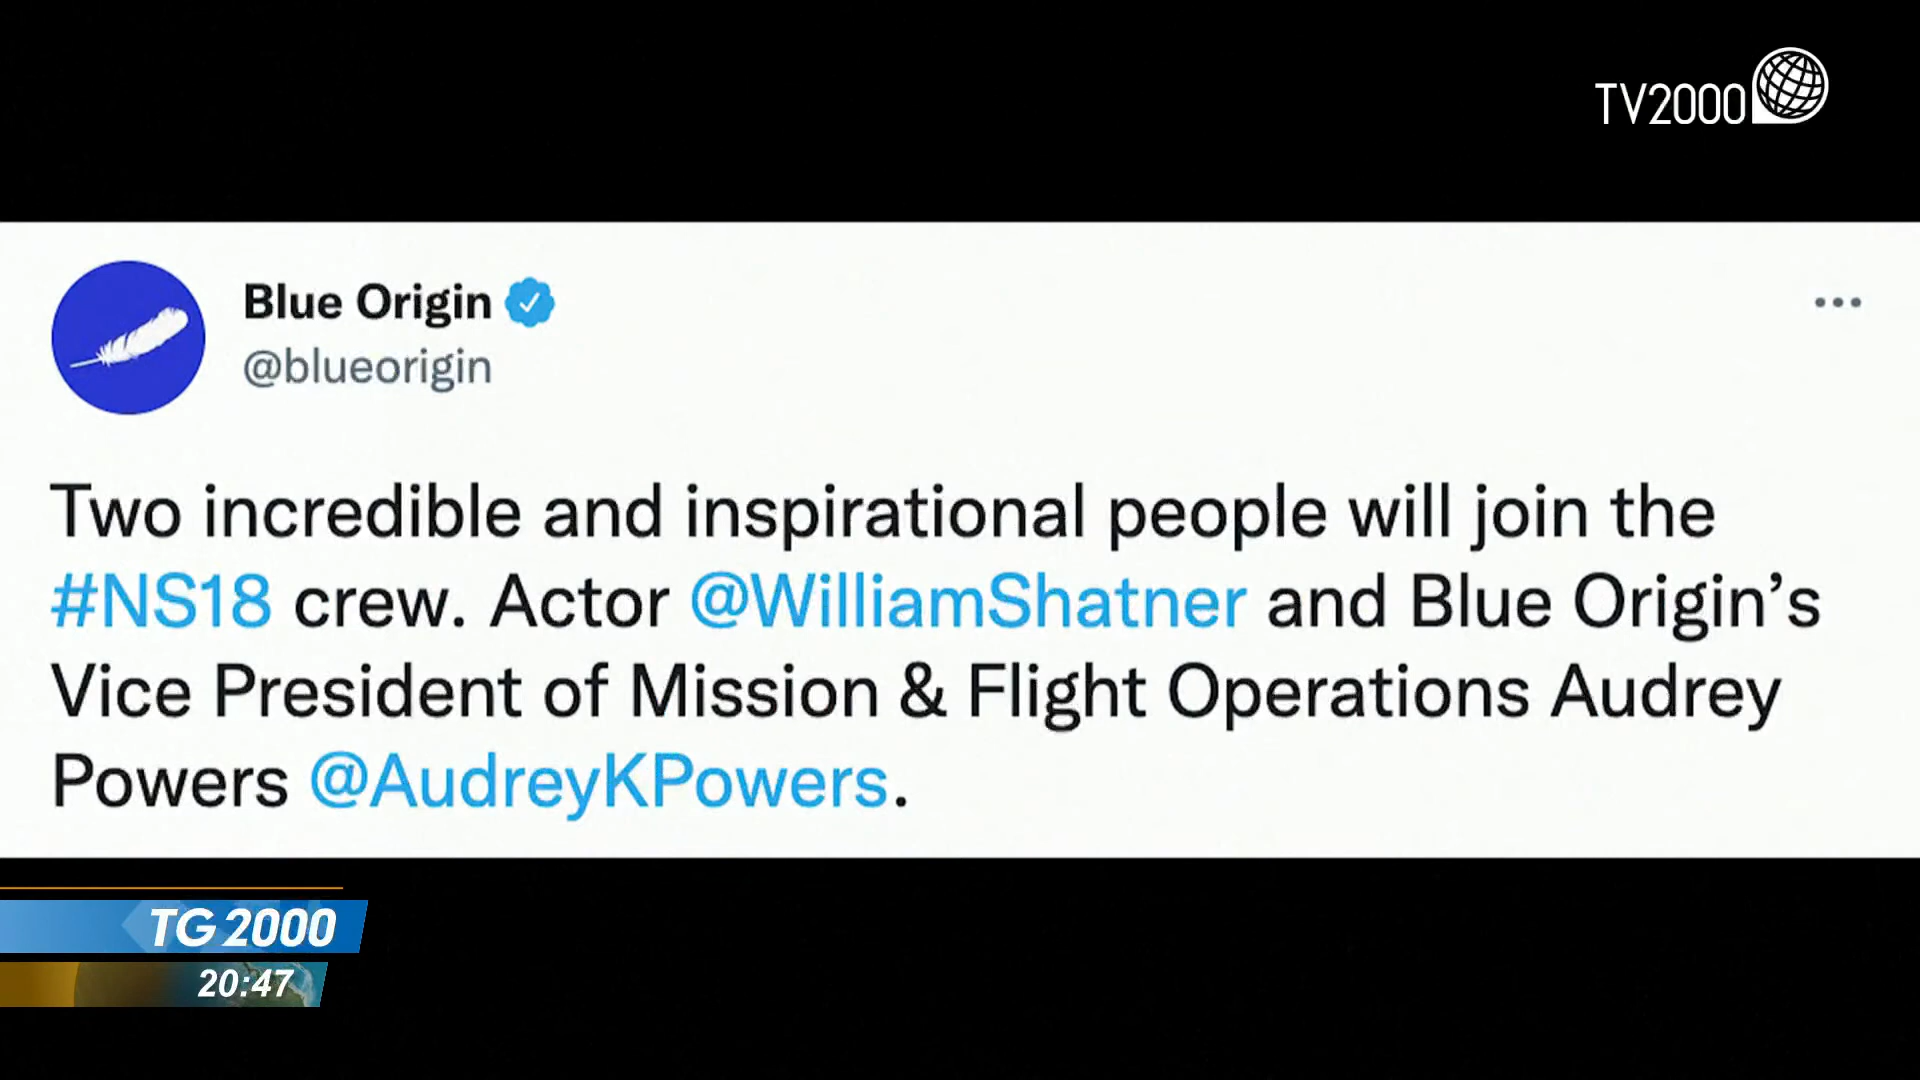 TV2000
Blue Origin
@blueorigin
Two incredible and inspirational people will join the
#NS18 crew. Actor @WilliamShatner and Blue Origin’s
Vice President of Mission & Flight Operations Audrey
Powers @AudreyKPowers.
TG 2000
20:47